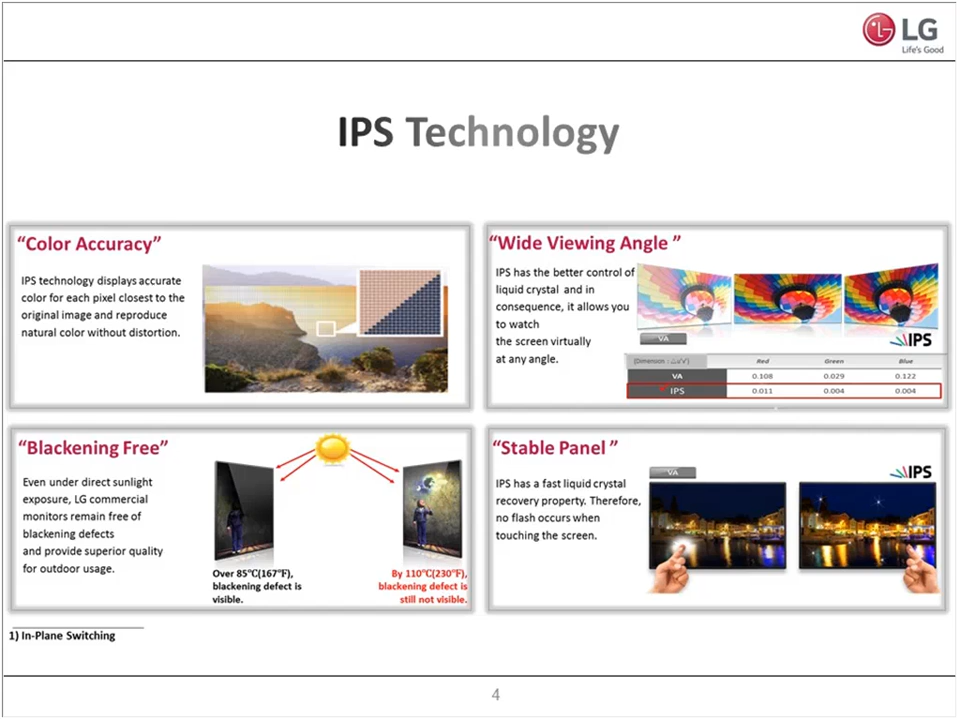 LG
Life's Good
IPS Technology
“Color Accuracy”
IPS technology displays accurate
color for each pixel closest to the
original image and reproduce
natural color without distortion.
“Wide Viewing Angle ”
IPS has the better control of
liquid crystal and in
consequence, it allows you
to watch
the screen virtually
at any angle.
VA
IPS
(Dimension : △u'v') Red Green Blue
VA 0.108 0.029 0.122
IPS 0.011 0.004 0.004
“Blackening Free”
Even under direct sunlight
exposure, LG commercial
monitors remain free of
blackening defects
and provide superior quality
for outdoor usage.
Over 85℃(167℉),
blackening defect is
visible.
By 110℃(230℉),
blackening defect is
still not visible.
“Stable Panel ”
IPS has a fast liquid crystal
recovery property. Therefore,
no flash occurs when
touching the screen.
VA
IPS
1) In-Plane Switching
4